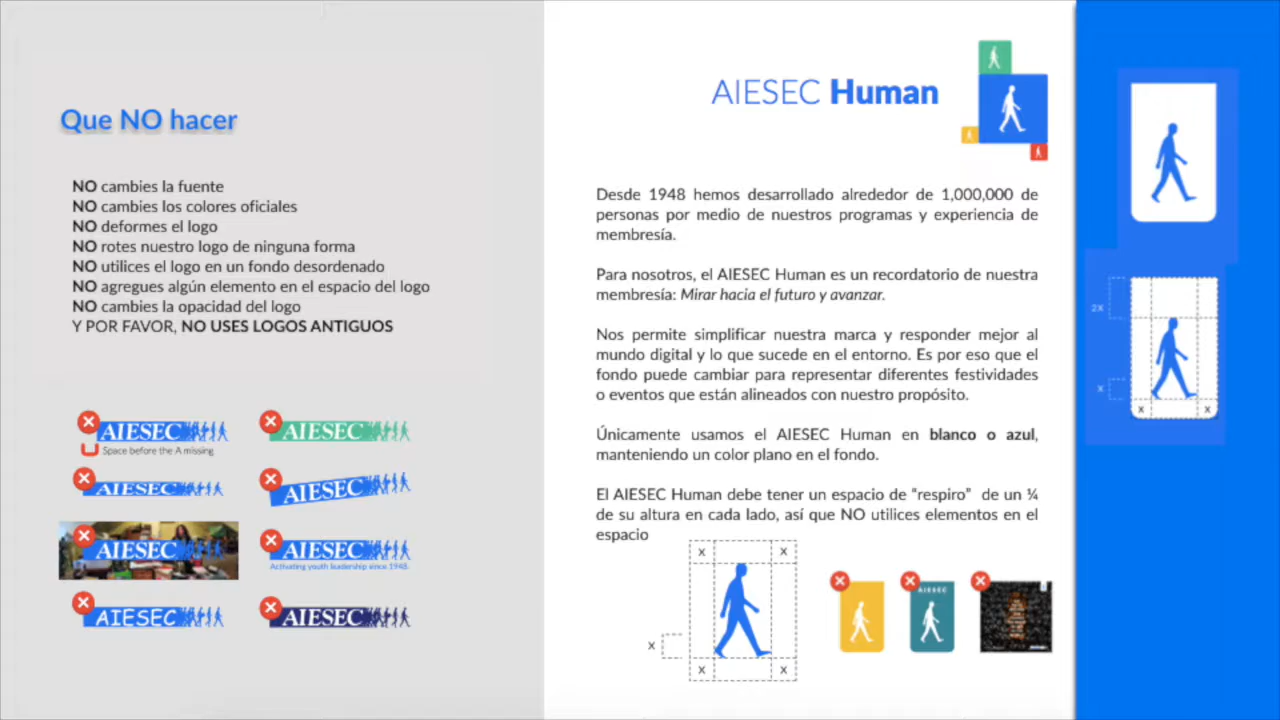 Que NO hacer
NO cambies la fuente
NO cambies los colores oficiales
NO deformes el logo
NO rotes nuestro logo de ninguna forma
NO utilices el logo en un fondo desordenado
NO agregues algún elemento en el espacio del logo
NO cambies la opacidad del logo
Y POR FAVOR, NO USES LOGOS ANTIGUOS
AIESEC
Space before the A missing
AIESEC
AIESEC
AIESEC
AIESEC
AIESEC
Activating youth leadership since 1948.
AIESEC
AIESEC
AIESEC Human
Desde 1948 hemos desarrollado alrededor de 1,000,000 de
personas por medio de nuestros programas y experiencia de
membresía.
Para nosotros, el AIESEC Human es un recordatorio de nuestra
membresía: Mirar hacia el futuro y avanzar.
Nos permite simplificar nuestra marca y responder mejor al
mundo digital y lo que sucede en el entorno. Es por eso que el
fondo puede cambiar para representar diferentes festividades
o eventos que están alineados con nuestro propósito.
Únicamente usamos el AIESEC Human en blanco o azul,
manteniendo un color plano en el fondo.
El AIESEC Human debe tener un espacio de “respiro” de un ¼
de su altura en cada lado, así que NO utilices elementos en el
espacio
x x
x
x x
AIESEC
2X
X
X X